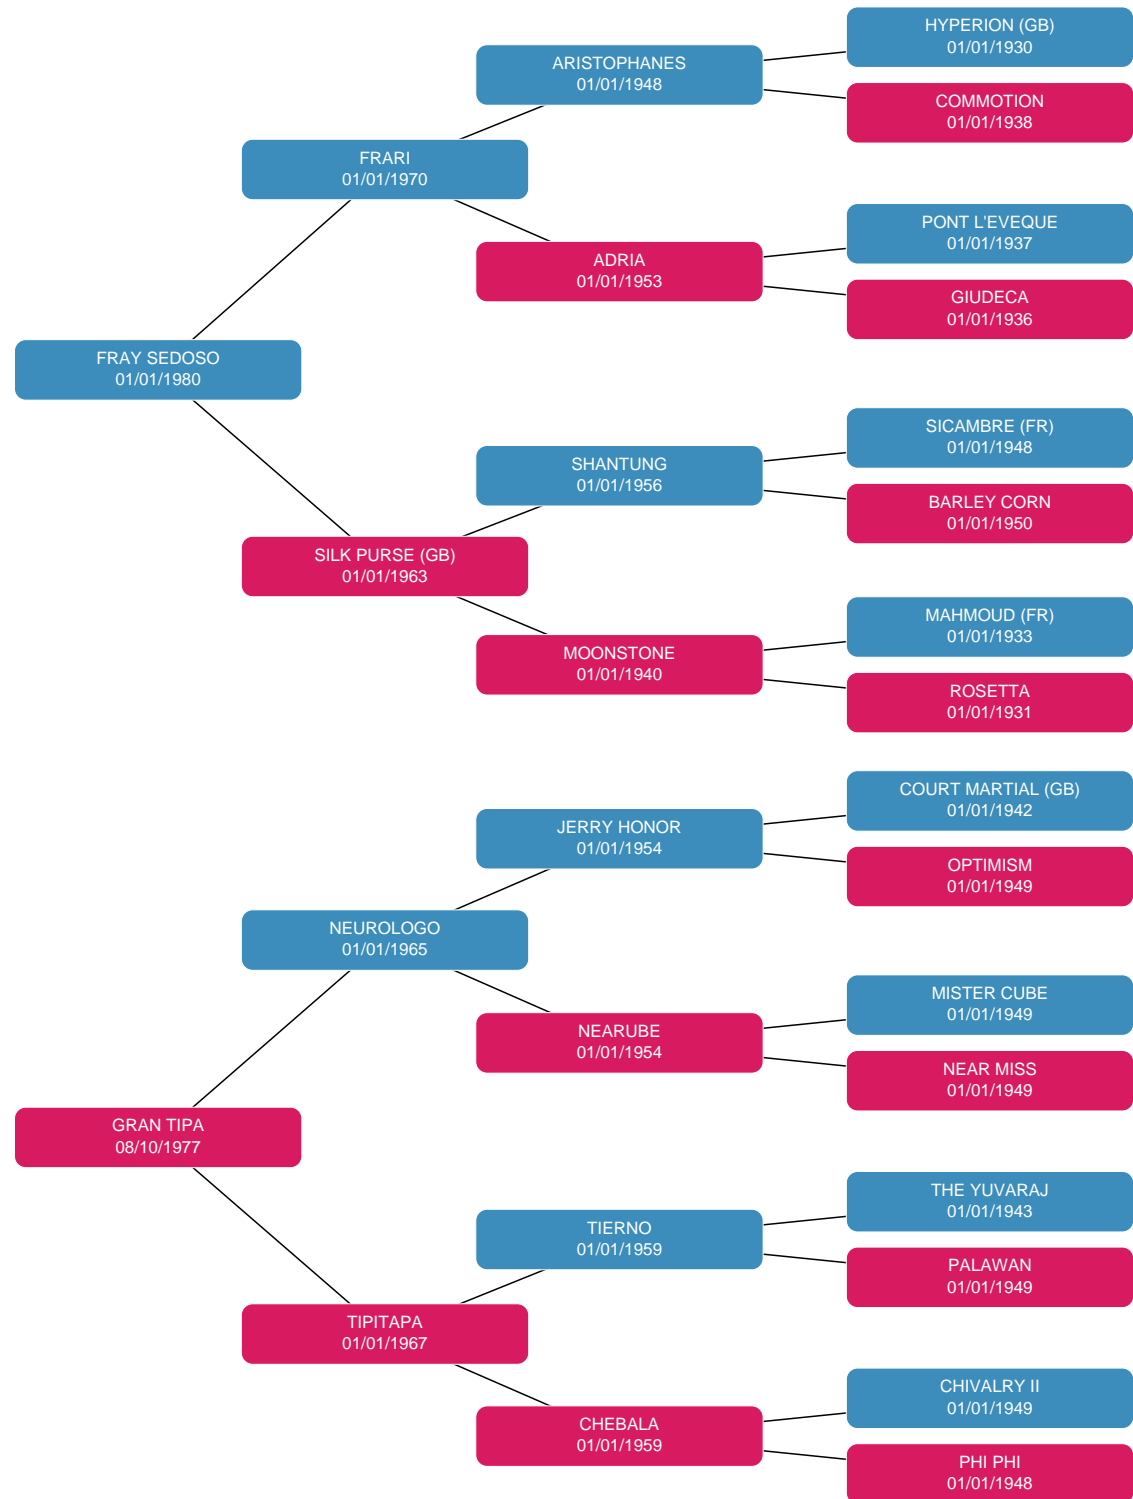 HYPERION (GB)
01/01/1930
ARISTOPHANES
01/01/1948
COMMOTION
01/01/1938
FRARI
01/01/1970
PONT L'EVEQUE
01/01/1937
ADRIA
01/01/1953
GIUDECA
01/01/1936
FRAY SEDOSO
01/01/1980
SICAMBRE (FR)
01/01/1948
SHANTUNG
01/01/1956
BARLEY CORN
01/01/1950
SILK PURSE (GB)
01/01/1963
MAHMOUD (FR)
01/01/1933
MOONSTONE
01/01/1940
ROSETTA
01/01/1931
COURT MARTIAL (GB)
01/01/1942
JERRY HONOR
01/01/1954
OPTIMISM
01/01/1949
NEUROLOGO
01/01/1965
MISTER CUBE
01/01/1949
NEARUBE
01/01/1954
NEAR MISS
01/01/1949
GRAN TIPA
08/10/1977
THE YUVARAJ
01/01/1943
TIERNO
01/01/1959
PALAWAN
01/01/1949
TIPITAPA
01/01/1967
CHIVALRY II
01/01/1949
CHEBALA
01/01/1959
PHI PHI
01/01/1948